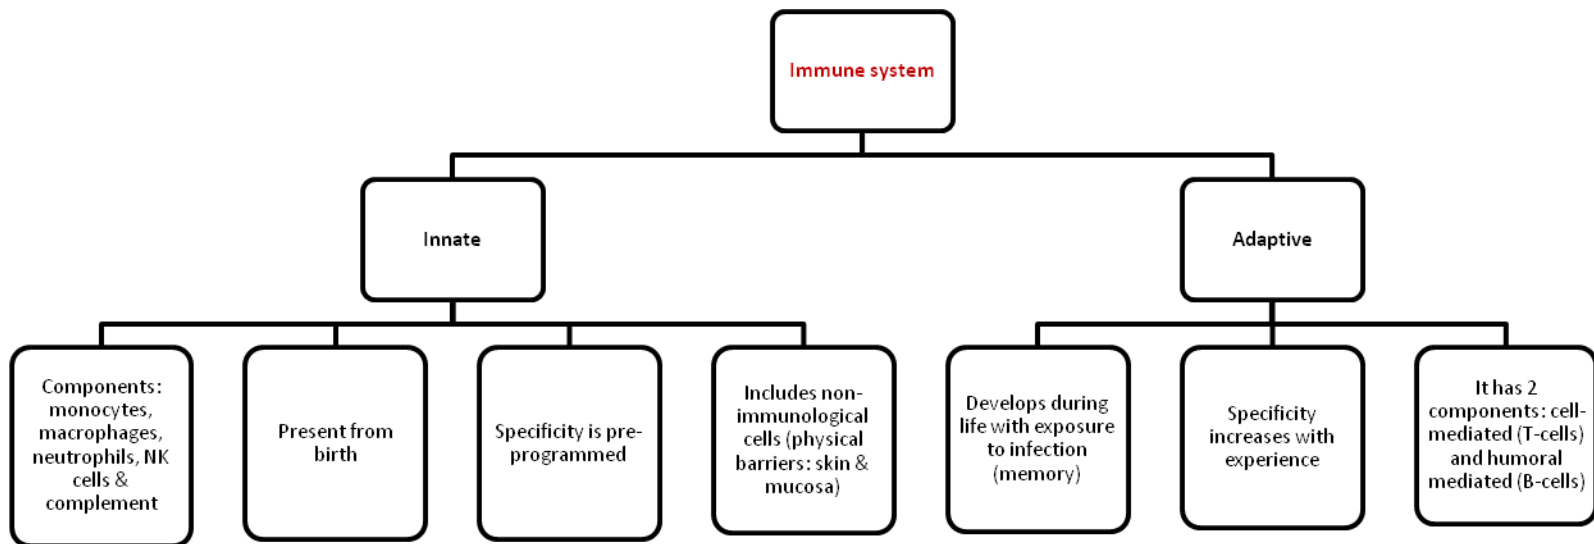 Immune system
Innate
Adaptive
Components:
monocytes,
macrophages,
neutrophils, NK
cells &
complement
Present from
birth
Specificity is pre-
programmed
Includes non-
immunological
cells (physical
barriers: skin &
mucosa)
Develops during
life with exposure
to infection
(memory)
Specificity
increases with
experience
It has 2
components: cell-
mediated (T-cells)
and humoral
mediated (B-cells)